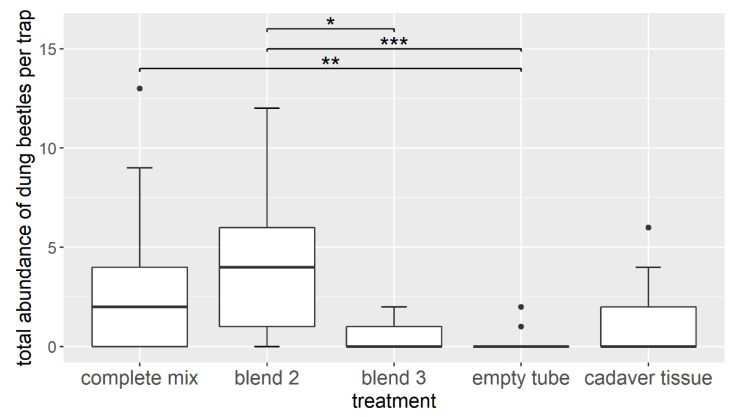 total abundance of dung beetles per trap
15
10
5
0
*
***
**
complete mix blend 2 blend 3 empty tube cadaver tissue
treatment